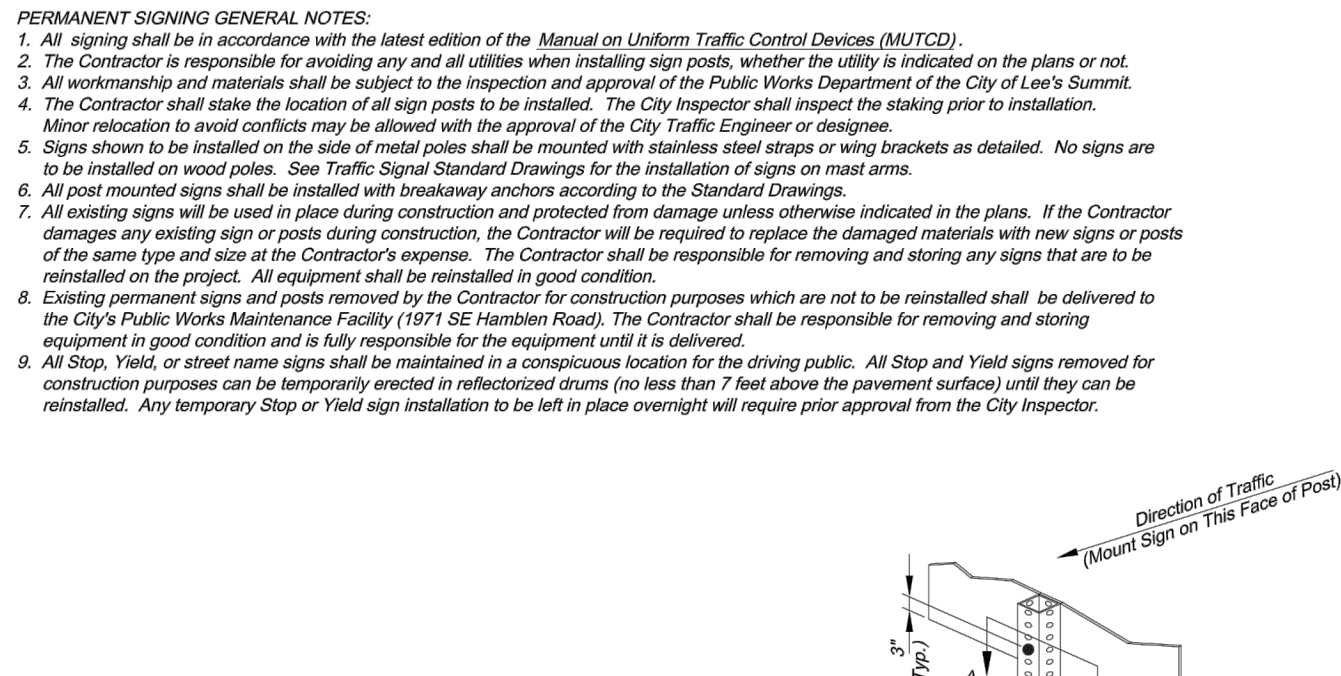 PERMANENT SIGNING GENERAL NOTES:
1. All signing shall be in accordance with the latest edition of the Manual on Uniform Traffic Control Devices (MUTCD).
2. The Contractor is responsible for avoiding any and all utilities when installing sign posts, whether the utility is indicated on the plans or not.
3. All workmanship and materials shall be subject to the inspection and approval of the Public Works Department of the City of Lee's Summit.
4. The Contractor shall stake the location of all sign posts to be installed. The City Inspector shall inspect the staking prior to installation.
Minor relocation to avoid conflicts may be allowed with the approval of the City Traffic Engineer or designee.
5. Signs shown to be installed on the side of metal poles shall be mounted with stainless steel straps or wing brackets as detailed. No signs are
to be installed on wood poles. See Traffic Signal Standard Drawings for the installation of signs on mast arms.
6. All post mounted signs shall be installed with breakaway anchors according to the Standard Drawings.
7. All existing signs will be used in place during construction and protected from damage unless otherwise indicated in the plans. If the Contractor
damages any existing sign or posts during construction, the Contractor will be required to replace the damaged materials with new signs or posts
of the same type and size at the Contractor's expense. The Contractor shall be responsible for removing and storing any signs that are to be
reinstalled on the project. All equipment shall be reinstalled in good condition.
8. Existing permanent signs and posts removed by the Contractor for construction purposes which are not to be reinstalled shall be delivered to
the City's Public Works Maintenance Facility (1971 SE Hamblen Road). The Contractor shall be responsible for removing and storing
equipment in good condition and is fully responsible for the equipment until it is delivered.
9. All Stop, Yield, or street name signs shall be maintained in a conspicuous location for the driving public. All Stop and Yield signs removed for
construction purposes can be temporarily erected in reflectorized drums (no less than 7 feet above the pavement surface) until they can be
reinstalled. Any temporary Stop or Yield sign installation to be left in place overnight will require prior approval from the City Inspector.
Direction of Traffic
(Mount Sign on This Face of Post)
3"
Typ.)